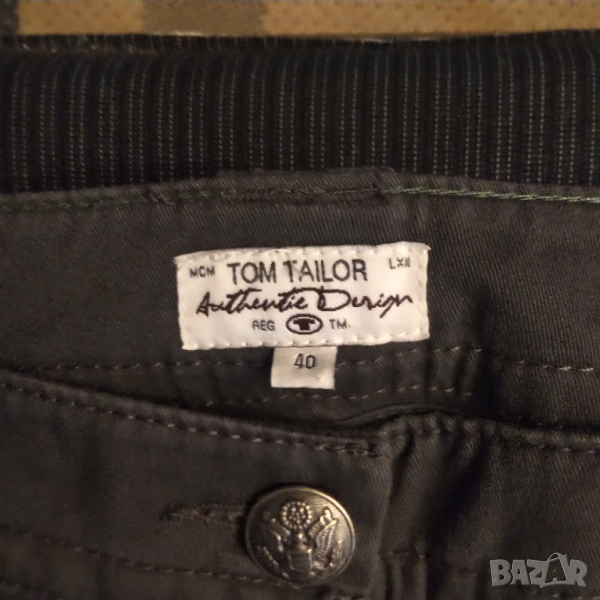 MCM TOM TAILOR LXII
Authentic Design
REG T TM.
40
BAZAR